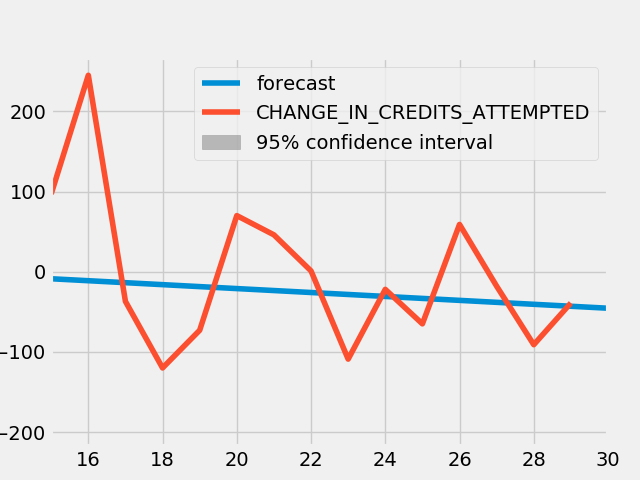 forecast
CHANGE_IN_CREDITS_ATTEMPTED
95% confidence interval
200
100
0
−100
−200
16 18 20 22 24 26 28 30